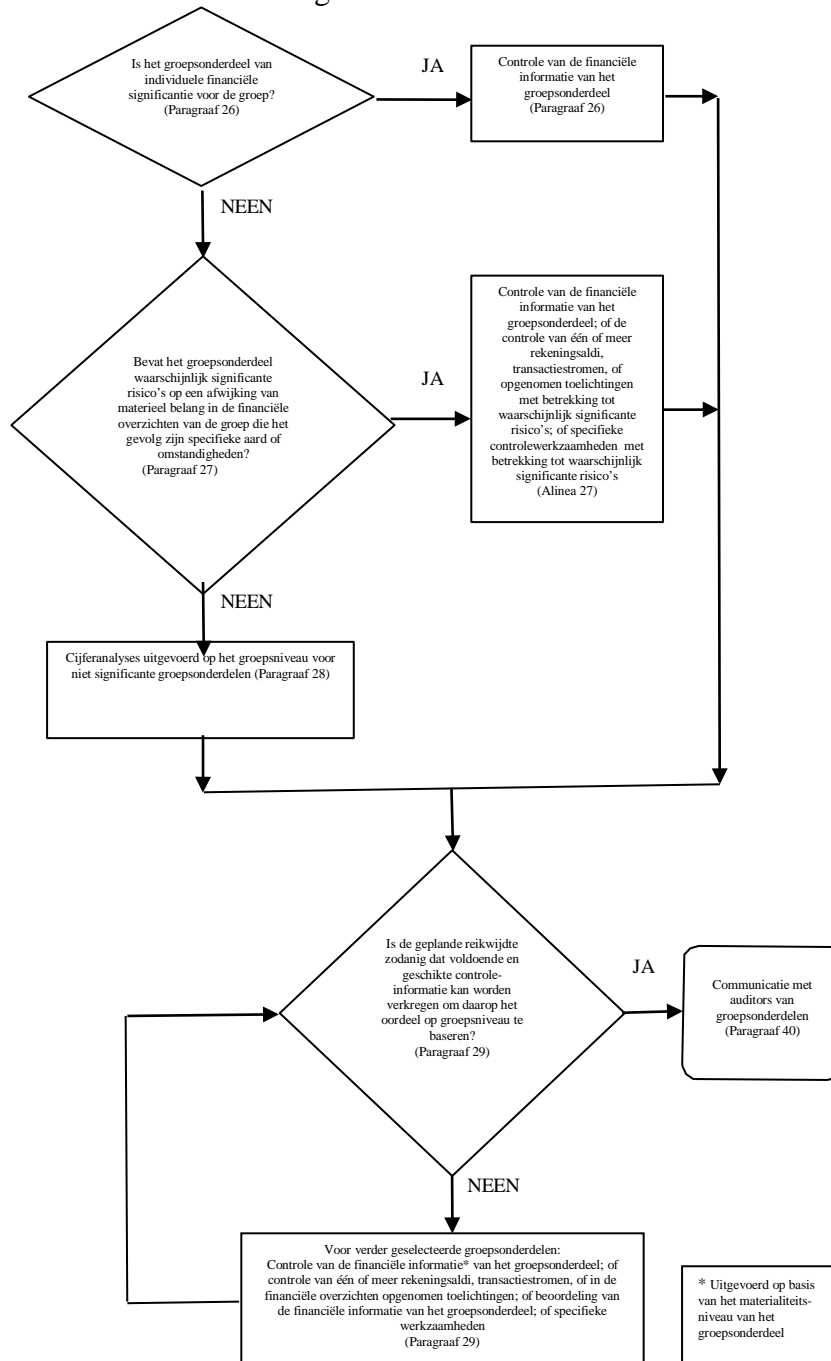 Is het groepsonderdeel van
individuele financiële
significantie voor de groep?
(Paragraaf 26)
JA
Controle van de financiële
informatie van het
groepsonderdeel
(Paragraaf 26)
NEEN
Bevat het groepsonderdeel
waarschijnlijk significante
risico’s op een afwijking van
materieel belang in de financiële
overzichten van de groep die het
gevolg zijn specifieke aard of
omstandigheden?
(Paragraaf 27)
JA
Controle van de financiële
informatie van het
groepsonderdeel; of de
controle van één of meer
rekeningsaldi,
transactiestromen, of
opgenomen toelichtingen
met betrekking tot
waarschijnlijk significante
risico’s; of specifieke
controlewerkzaamheden met
betrekking tot waarschijnlijk
significante risico’s
(Alinea 27)
NEEN
Cijferanalyses uitgevoerd op het groepsniveau voor
niet significante groepsonderdelen (Paragraaf 28)
Is de geplande reikwijdte
zodanig dat voldoende en
geschikte controle-
informatie kan worden
verkregen om daarop het
oordeel op groepsniveau te
baseren?
(Paragraaf 29)
JA
Communicatie met
auditors van
groepsonderdelen
(Paragraaf 40)
NEEN
Voor verder geselecteerde groepsonderdelen:
Controle van de financiële informatie* van het groepsonderdeel; of
controle van één of meer rekeningsaldi, transactiestromen, of in de
financiële overzichten opgenomen toelichtingen; of beoordeling van
de financiële informatie van het groepsonderdeel; of specifieke
werkzaamheden
(Paragraaf 29)
* Uitgevoerd op basis
van het materialiteits-
niveau van het
groepsonderdeel